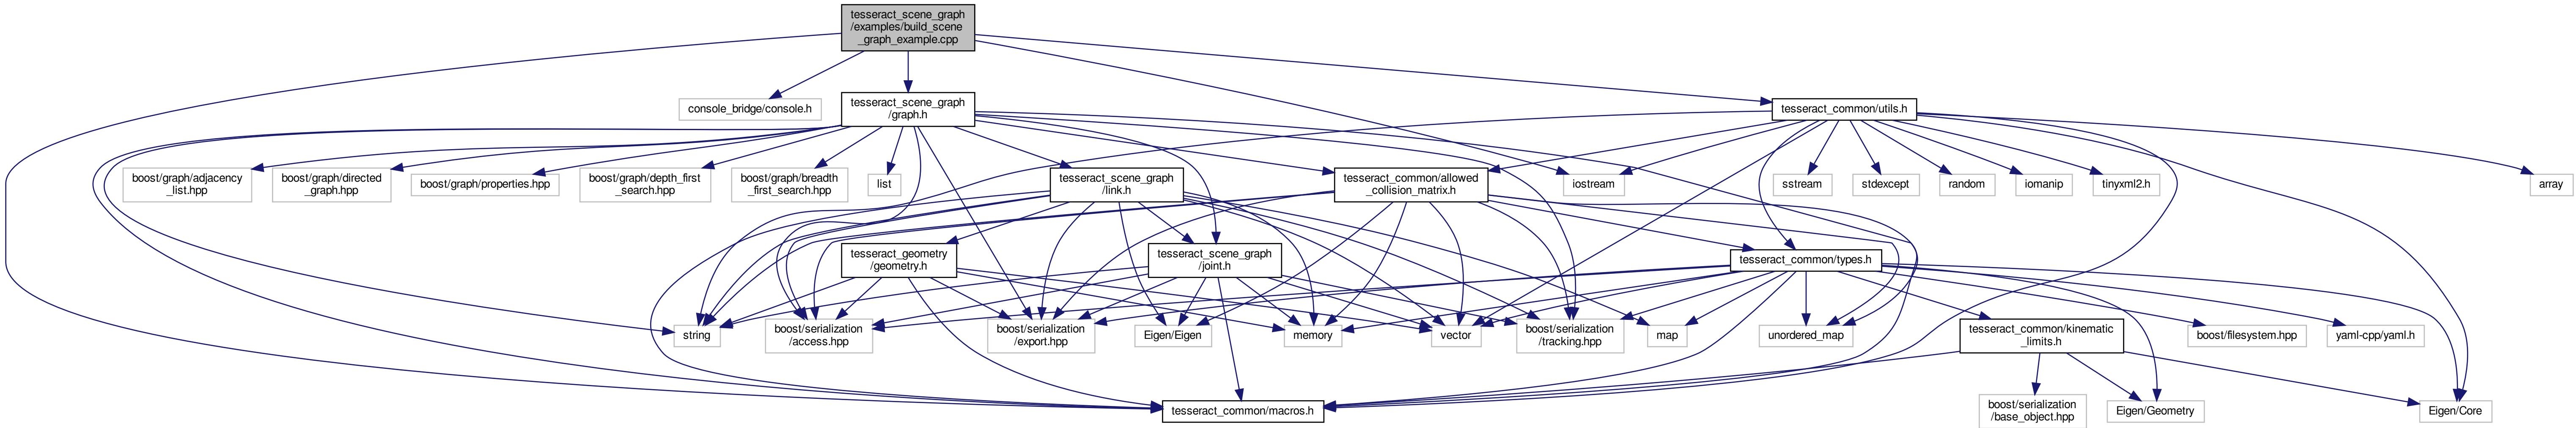 tesseract_scene_graph
/examples/build_scene
_graph_example.cpp
console_bridge/console.h
tesseract_scene_graph
/graph.h
tesseract_common/utils.h
boost/graph/adjacency
_list.hpp
boost/graph/directed
_graph.hpp
boost/graph/properties.hpp
boost/graph/depth_first
_search.hpp
boost/graph/breadth
_first_search.hpp
list
tesseract_scene_graph
/link.h
tesseract_common/allowed
_collision_matrix.h
iostream
sstream
stdexcept
random
iomanip
tinyxml2.h
array
tesseract_geometry
/geometry.h
tesseract_scene_graph
/joint.h
tesseract_common/types.h
string
boost/serialization
/access.hpp
boost/serialization
/export.hpp
Eigen/Eigen
memory
vector
boost/serialization
/tracking.hpp
map
unordered_map
tesseract_common/kinematic
_limits.h
boost/filesystem.hpp
yaml-cpp/yaml.h
tesseract_common/macros.h
boost/serialization
/base_object.hpp
Eigen/Geometry
Eigen/Core